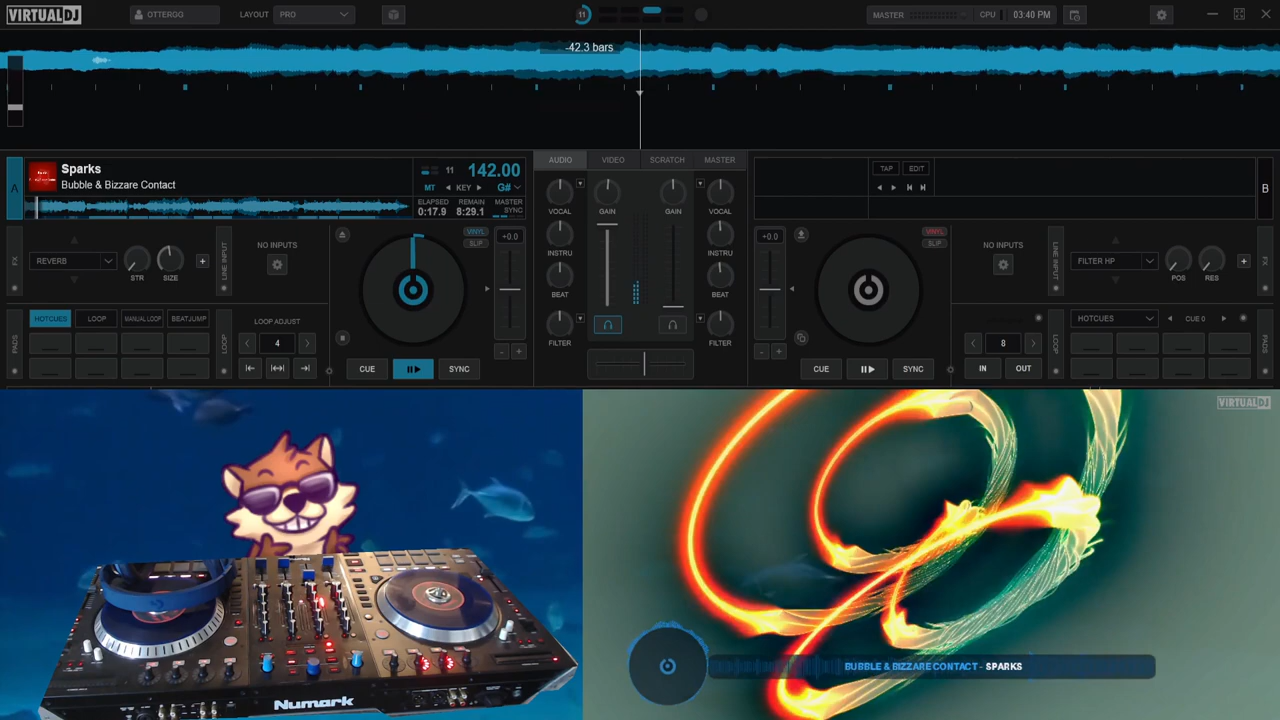 VIRTUALDJ
OTTERGG
LAYOUT
PRO
11
MASTER
CPU
03:40 PM
-42.3 bars
A
Sparks
Bubble & Bizzare Contact
11
142.00
MT
KEY
G#
ELAPSED
0:17.9
REMAIN
8:29.1
MASTER
SYNC
AUDIO
VIDEO
SCRATCH
MASTER
TAP
EDIT
B
VOCAL
GAIN
GAIN
VOCAL
INSTRU
INSTRU
BEAT
BEAT
FILTER
FILTER
FX
REVERB
STR
SIZE
+
LINE INPUT
NO INPUTS
VINYL
SLIP
+0.0
+0.0
VINYL
SLIP
NO INPUTS
LINE INPUT
FILTER HP
POS
RES
+
FX
PADS
HOTCUES
LOOP
MANUAL LOOP
BEATJUMP
LOOP
LOOP ADJUST
4
CUE
SYNC
-
+
-
+
CUE
SYNC
8
IN
OUT
LOOP
HOTCUES
CUE 0
PADS
VIRTUALDJ
Numark
BUBBLE & BIZZARE CONTACT - SPARKS